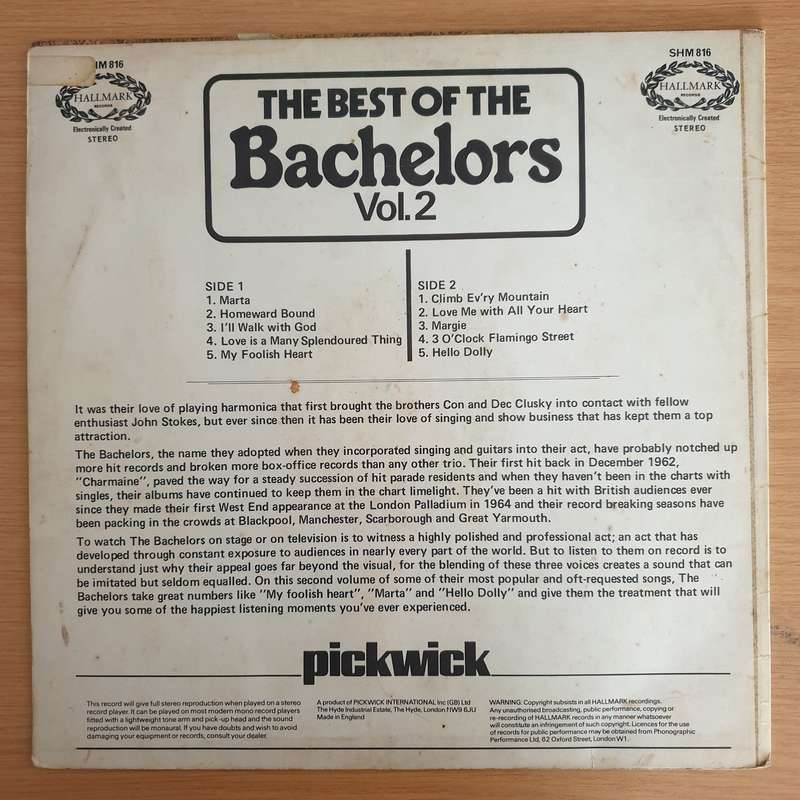 HM 816
HALLMARK
RECORDS
Electronically Created
STEREO
SHM 816
HALLMARK
RECORDS
Electronically Created
STEREO
THE BEST OF THE
Bachelors
Vol. 2
SIDE 1
1. Marta
2. Homeward Bound
3. I'll Walk with God
4. Love is a Many Splendoured Thing
5. My Foolish Heart
SIDE 2
1. Climb Ev'ry Mountain
2. Love Me with All Your Heart
3. Margie
4. 3 O'Clock Flamingo Street
5. Hello Dolly
It was their love of playing harmonica that first brought the brothers Con and Dec Clusky into contact with fellow
enthusiast John Stokes, but ever since then it has been their love of singing and show business that has kept them a top
attraction.
The Bachelors, the name they adopted when they incorporated singing and guitars into their act, have probably notched up
more hit records and broken more box-office records than any other trio. Their first hit back in December 1962,
"Charmaine", paved the way for a steady succession of hit parade residents and when they haven't been in the charts with
singles, their albums have continued to keep them in the chart limelight. They've been a hit with British audiences ever
since they made their first West End appearance at the London Palladium in 1964 and their record breaking seasons have
been packing in the crowds at Blackpool, Manchester, Scarborough and Great Yarmouth.
To watch The Bachelors on stage or on television is to witness a highly polished and professional act; an act that has
developed through constant exposure to audiences in nearly every part of the world. But to listen to them on record is to
understand just why their appeal goes far beyond the visual, for the blending of these three voices creates a sound that can
be imitated but seldom equalled. On this second volume of some of their most popular and oft-requested songs, The
Bachelors take great numbers like "My foolish heart", "Marta" and "Hello Dolly" and give them the treatment that will
give you some of the happiest listening moments you've ever experienced.
pickwick
This record will give full stereo reproduction when played on a stereo
record player. It can be played on most modern mono record players
fitted with a lightweight tone arm and pick-up head and the sound
reproduction will be monaural. If you have doubts and wish to avoid
damaging your equipment or records, consult your dealer.
A product of PICKWICK INTERNATIONAL Inc (GB) Ltd
The Hyde Industrial Estate, The Hyde, London NW9 6JU
Made in England
WARNING: Copyright subsists in all HALLMARK recordings.
Any unauthorised broadcasting, public performance, copying or
re-recording of HALLMARK records in any manner whatsoever
will constitute an infringement of such copyright. Licences for the use
of records for public performance may be obtained from Phonographic
Performance Ltd, 62 Oxford Street, London W1.